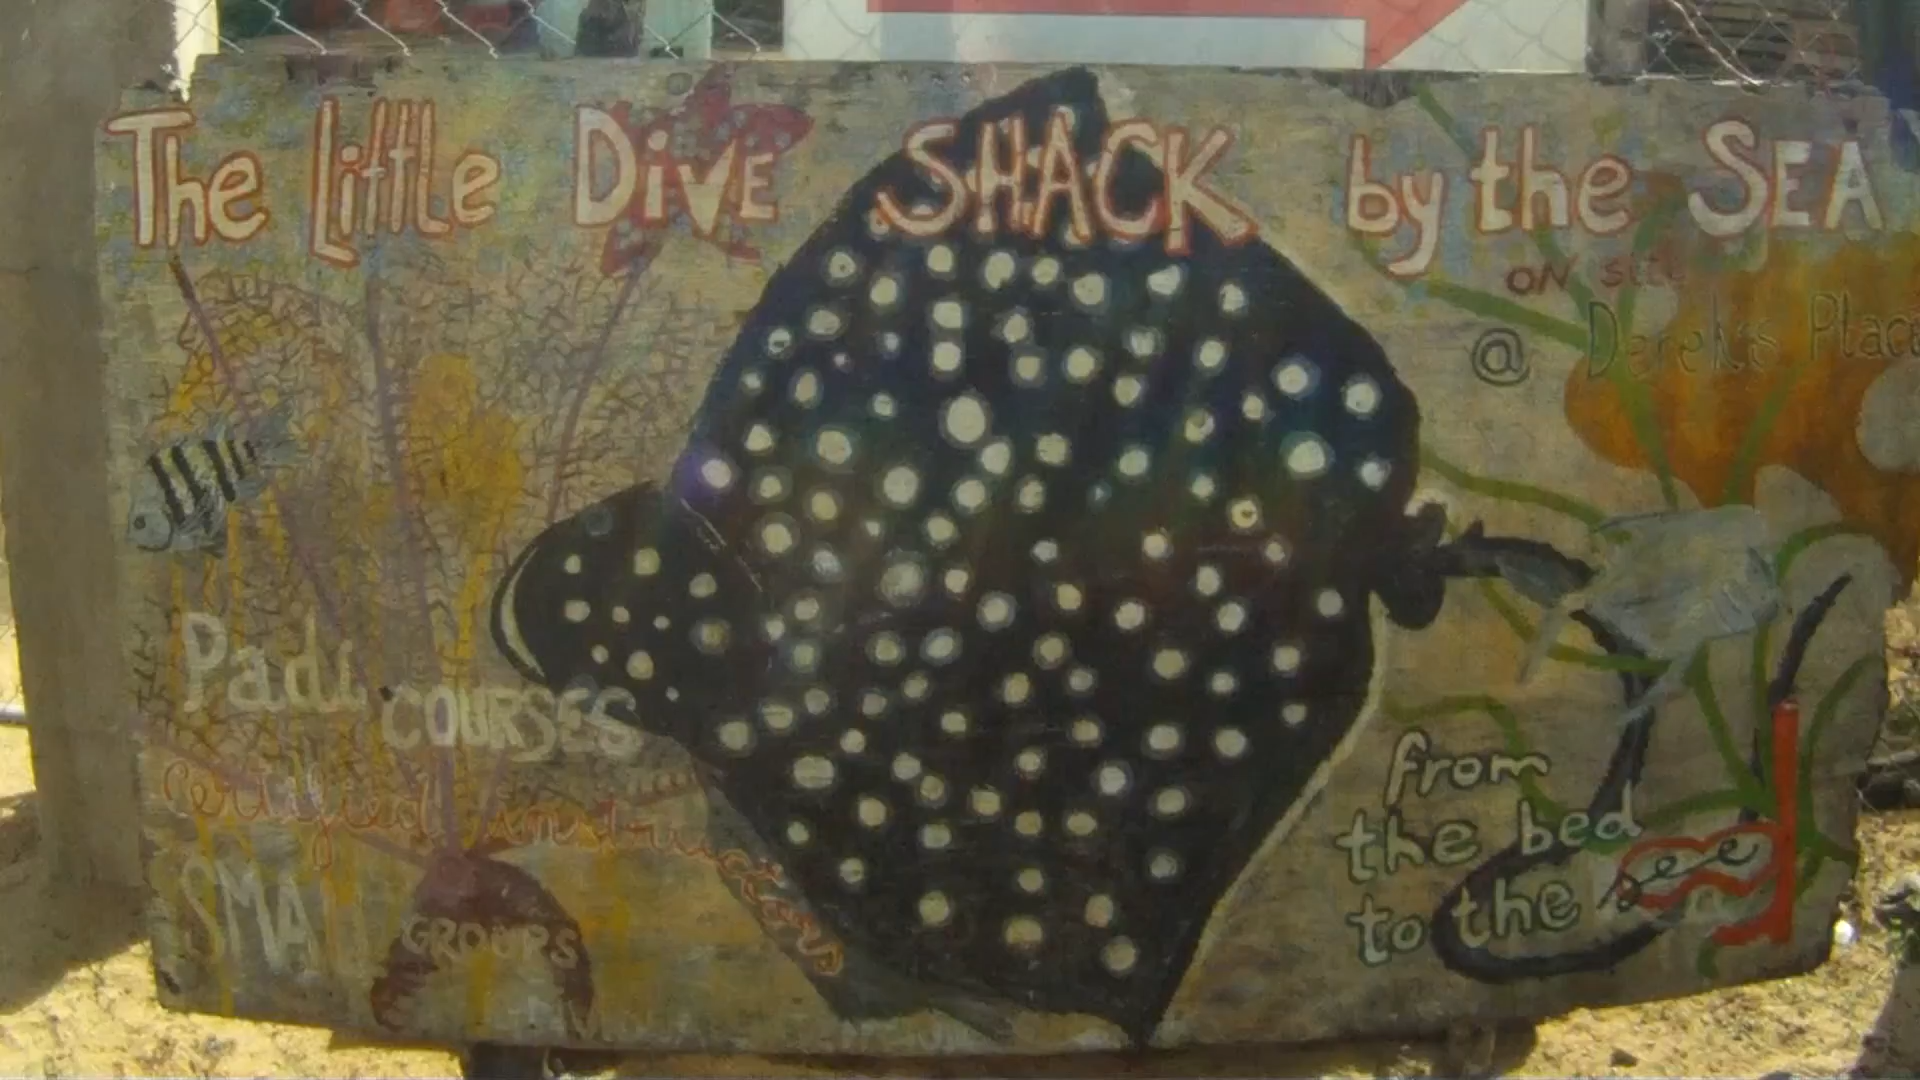 The Little Dive SHACK by the SEA
ON site
@ Derek's Place
Padi COURSES
certified instructors
SMALL
GROUPS
from
the bed
to the sea